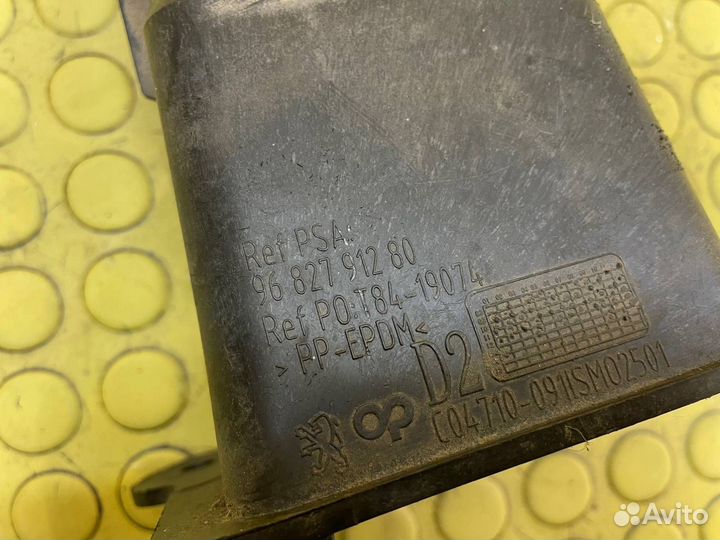 Ref PSA:
96 827 912 80
Ref PO:T84-19074
>PP-EPDM<
D2
C04710-091ISM02501
Avito